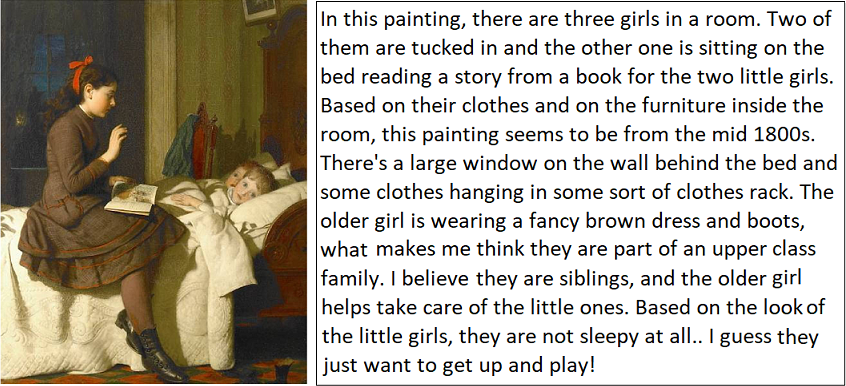 In this painting, there are three girls in a room. Two of
them are tucked in and the other one is sitting on the
bed reading a story from a book for the two little girls.
Based on their clothes and on the furniture inside the
room, this painting seems to be from the mid 1800s.
There's a large window on the wall behind the bed and
some clothes hanging in some sort of clothes rack. The
older girl is wearing a fancy brown dress and boots,
what makes me think they are part of an upper class
family. I believe they are siblings, and the older girl
helps take care of the little ones. Based on the look of
the little girls, they are not sleepy at all.. I guess they
just want to get up and play!